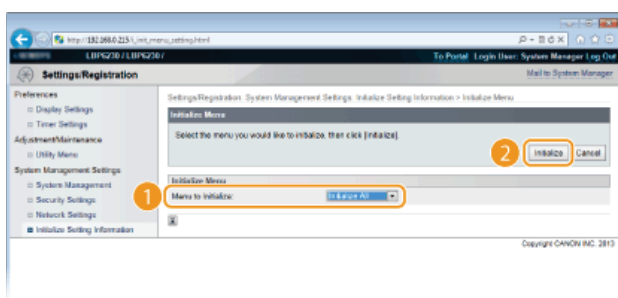 http://192.168.0.215/i_init_menu_setting.html
LBP6230 / LBP6230 /
To Portal Login User: System Manager Log Out
Settings/Registration
Mail to System Manager
Preferences
Display Settings
Timer Settings
Adjustment/Maintenance
Utility Menu
System Management Settings
System Management
Security Settings
Network Settings
Initialize Setting Information
Settings/Registration: System Management Settings: Initialize Setting Information > Initialize Menu
Initialize Menu
Select the menu you would like to initialize, then click [Initialize].
2
Initialize
Cancel
Initialize Menu
1
Menu to Initialize:
Initialize All
Copyright CANON INC. 2013